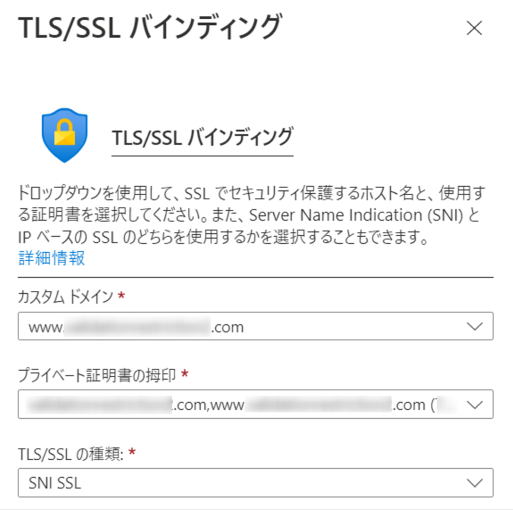 TLS/SSL バインディング
TLS/SSL バインディング
ドロップダウンを使用して、SSL でセキュリティ保護するホスト名と、使用す
る証明書を選択してください。また、Server Name Indication (SNI) と
IP ベースの SSL のどちらを使用するかを選択することもできます。
詳細情報
カスタム ドメイン *
www. .com
プライベート証明書の拇印 *
.com,www. .com (
TLS/SSL の種類: *
SNI SSL